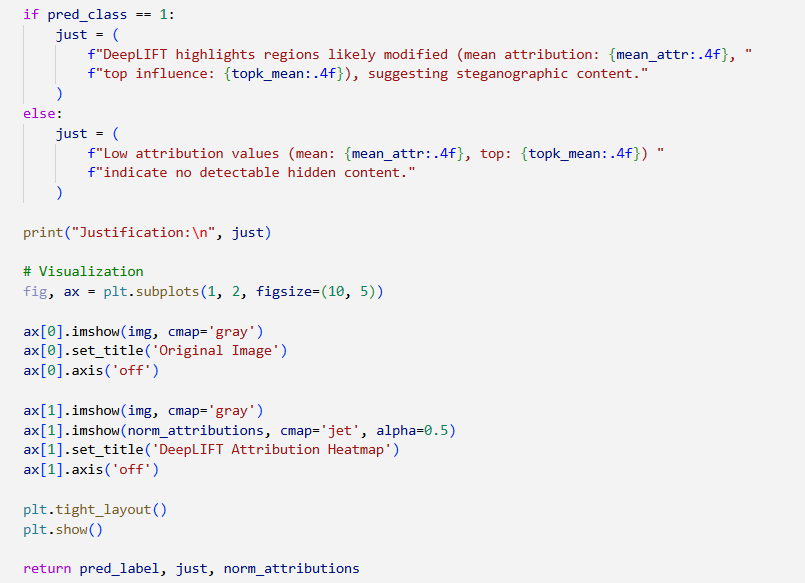 if pred_class == 1:
    just = (
        f"DeepLIFT highlights regions likely modified (mean attribution: {mean_attr:.4f}, "
        f"top influence: {topk_mean:.4f}), suggesting steganographic content."
    )
else:
    just = (
        f"Low attribution values (mean: {mean_attr:.4f}, top: {topk_mean:.4f}) "
        f"indicate no detectable hidden content."
    )

print("Justification:\n", just)

# Visualization
fig, ax = plt.subplots(1, 2, figsize=(10, 5))

ax[0].imshow(img, cmap='gray')
ax[0].set_title('Original Image')
ax[0].axis('off')

ax[1].imshow(img, cmap='gray')
ax[1].imshow(norm_attributions, cmap='jet', alpha=0.5)
ax[1].set_title('DeepLIFT Attribution Heatmap')
ax[1].axis('off')

plt.tight_layout()
plt.show()

return pred_label, just, norm_attributions